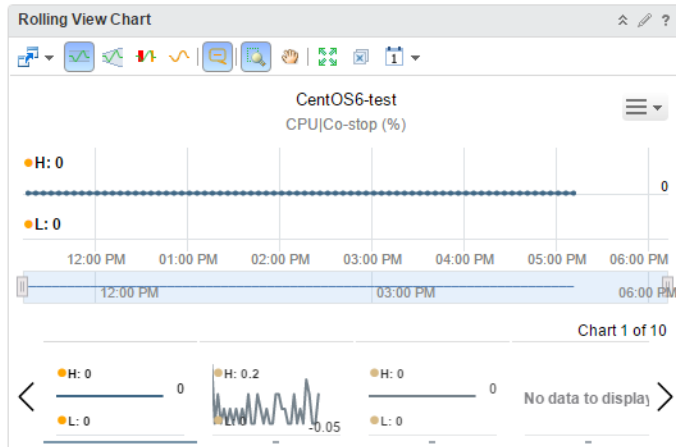 Rolling View Chart ?
1
CentOS6-test
CPU|Co-stop (%)
H: 0
0
L: 0
12:00 PM 01:00 PM 02:00 PM 03:00 PM 04:00 PM 05:00 PM 06:00 PM
12:00 PM 03:00 PM 06:00 PM
Chart 1 of 10
H: 0 H: 0.2 H: 0
0 0 No data to display
L: 0 L: 0 -0.05 L: 0